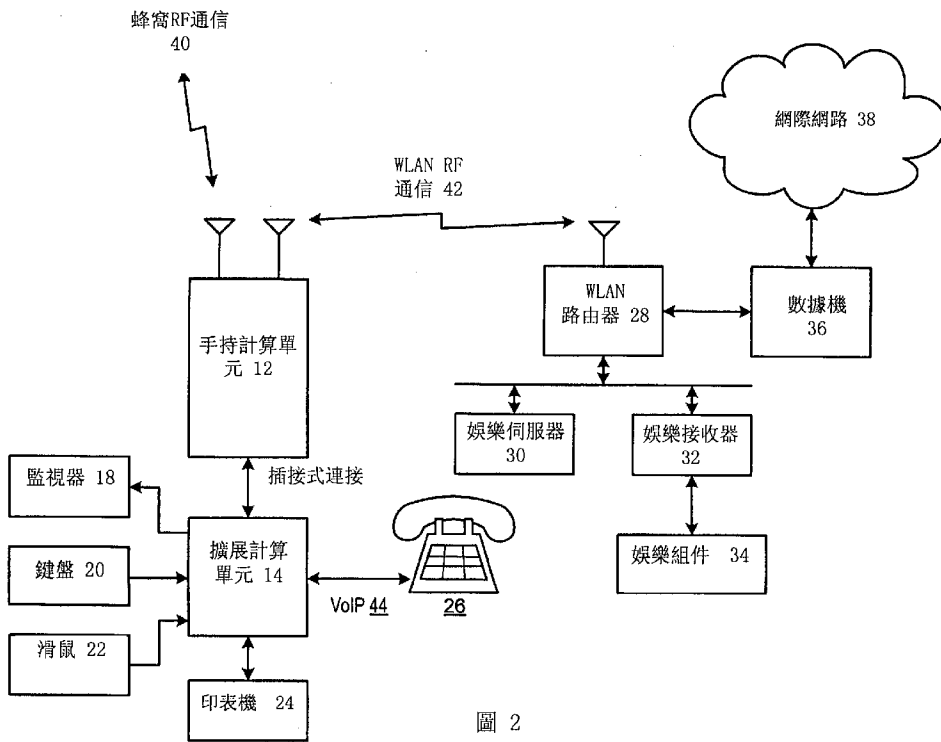 蜂窩RF通信
40
網際網路 38
WLAN RF
通信 42
WLAN
路由器 28
數據機
36
手持計算單
元 12
娛樂伺服器
30
娛樂接收器
32
監視器 18
插接式連接
擴展計算
單元 14
娛樂組件 34
鍵盤 20
VoIP 44
26
滑鼠 22
印表機 24
圖 2